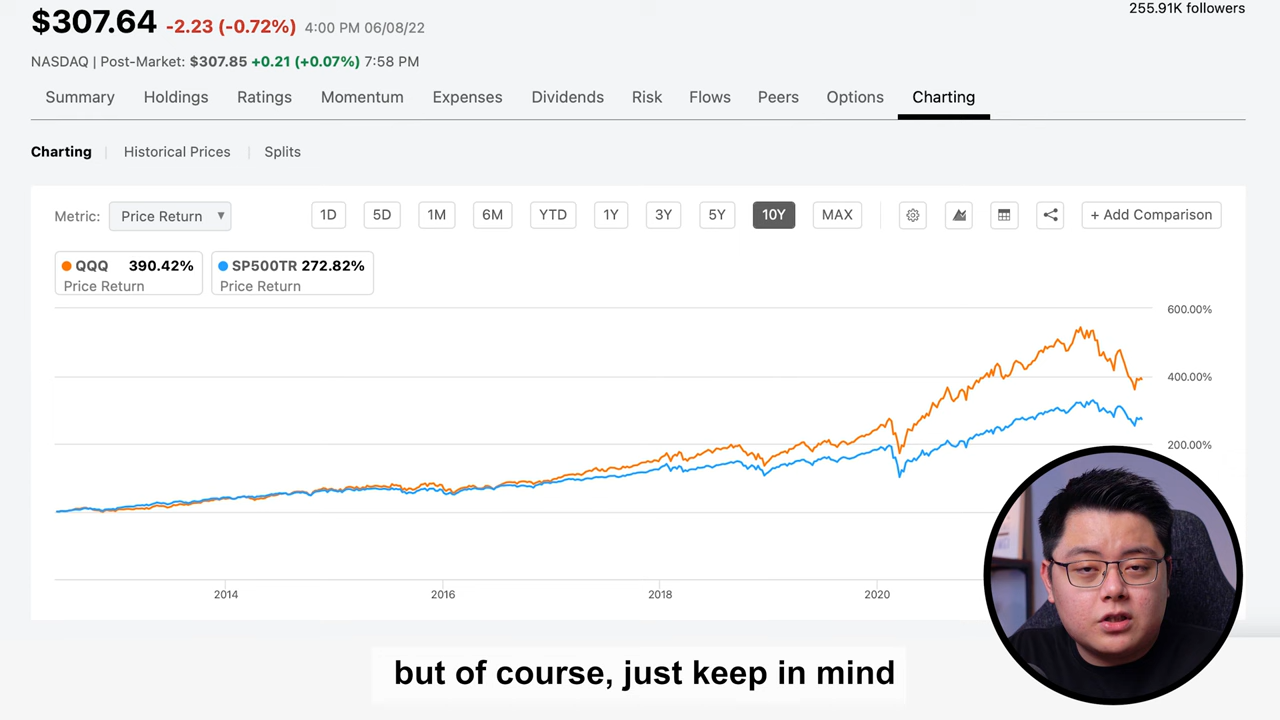 $307.64 -2.23 (-0.72%) 4:00 PM 06/08/22
255.91K followers
NASDAQ | Post-Market: $307.85 +0.21 (+0.07%) 7:58 PM
Summary Holdings Ratings Momentum Expenses Dividends Risk Flows Peers Options Charting
Charting | Historical Prices | Splits
Metric: Price Return ▼ 1D 5D 1M 6M YTD 1Y 3Y 5Y 10Y MAX + Add Comparison
QQQ 390.42% SP500TR 272.82%
Price Return Price Return
600.00%
400.00%
200.00%
2014 2016 2018 2020
but of course, just keep in mind